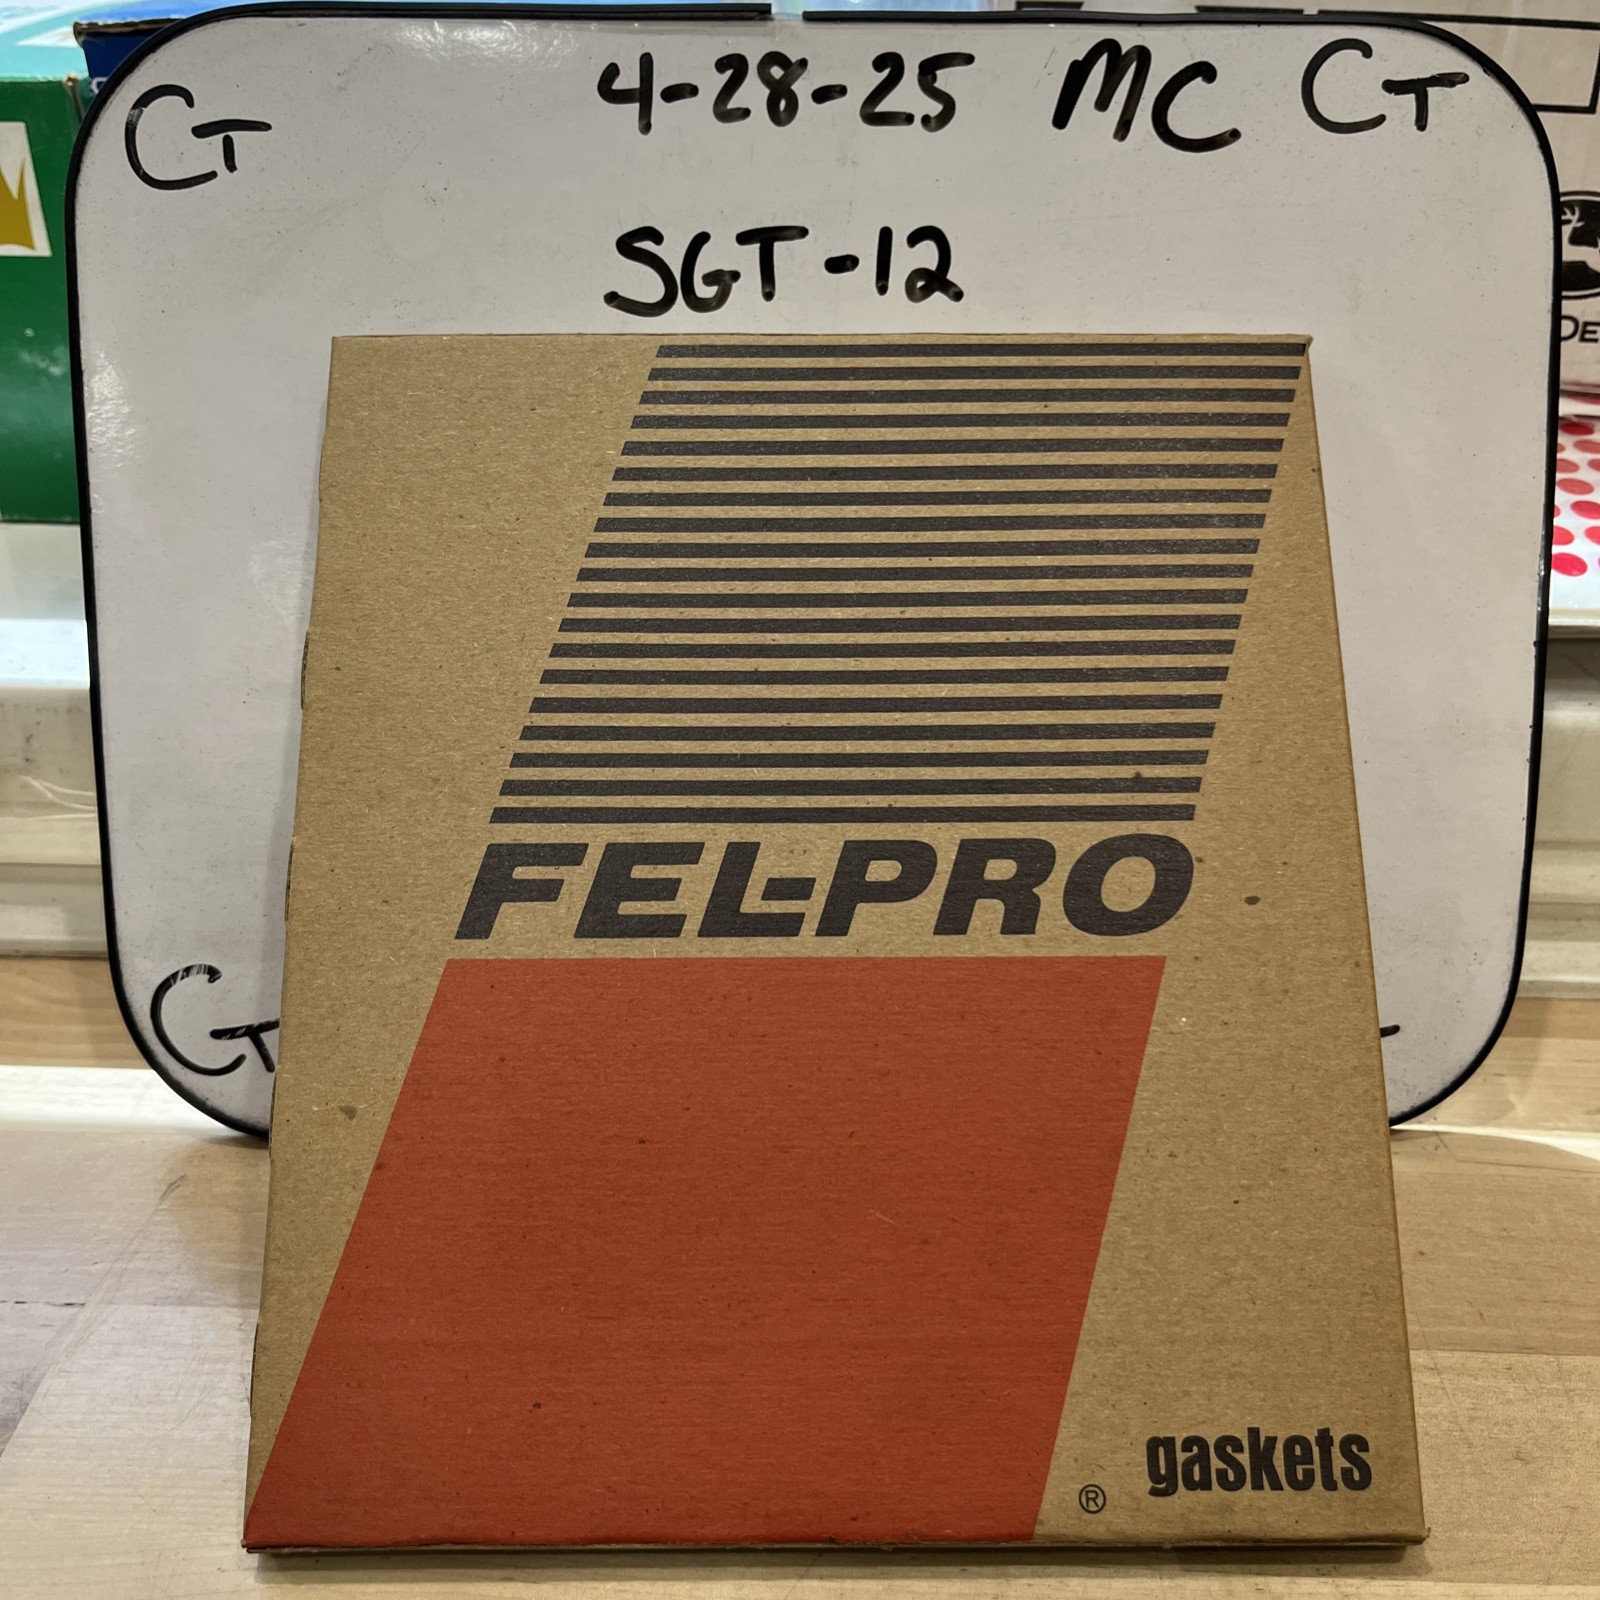 CT 4-28-25 MC CT
SGT-12
FEL-PRO
CT
gaskets
®